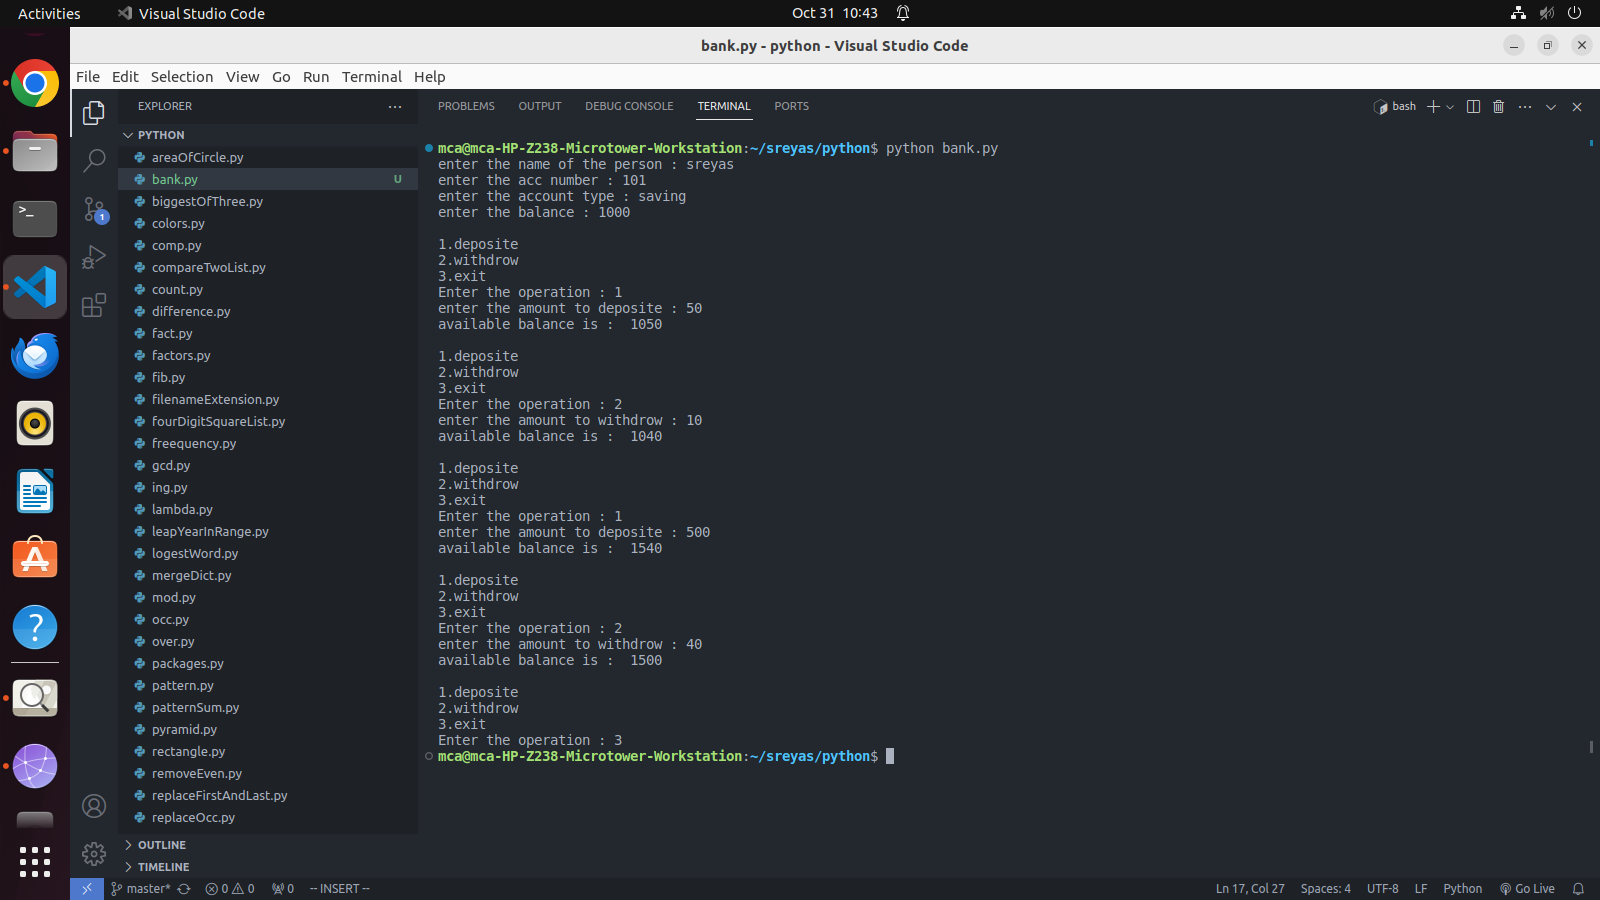 Activities Visual Studio Code Oct 31 10:43
bank.py - python - Visual Studio Code
File Edit Selection View Go Run Terminal Help
EXPLORER
PYTHON
areaOfCircle.py
bank.py U
biggestOfThree.py
colors.py
comp.py
compareTwoList.py
count.py
difference.py
fact.py
factors.py
fib.py
filenameExtension.py
fourDigitSquareList.py
freequency.py
gcd.py
ing.py
lambda.py
leapYearInRange.py
logestWord.py
mergeDict.py
mod.py
occ.py
over.py
packages.py
pattern.py
patternSum.py
pyramid.py
rectangle.py
removeEven.py
replaceFirstAndLast.py
replaceOcc.py
OUTLINE
TIMELINE
1
PROBLEMS OUTPUT DEBUG CONSOLE TERMINAL PORTS bash
mca@mca-HP-Z238-Microtower-Workstation:~/sreyas/python$ python bank.py
enter the name of the person : sreyas
enter the acc number : 101
enter the account type : saving
enter the balance : 1000
1.deposite
2.withdrow
3.exit
Enter the operation : 1
enter the amount to deposite : 50
available balance is :  1050
1.deposite
2.withdrow
3.exit
Enter the operation : 2
enter the amount to withdrow : 10
available balance is :  1040
1.deposite
2.withdrow
3.exit
Enter the operation : 1
enter the amount to deposite : 500
available balance is :  1540
1.deposite
2.withdrow
3.exit
Enter the operation : 2
enter the amount to withdrow : 40
available balance is :  1500
1.deposite
2.withdrow
3.exit
Enter the operation : 3
mca@mca-HP-Z238-Microtower-Workstation:~/sreyas/python$
master* 0 0 0 -- INSERT -- Ln 17, Col 27 Spaces: 4 UTF-8 LF Python Go Live